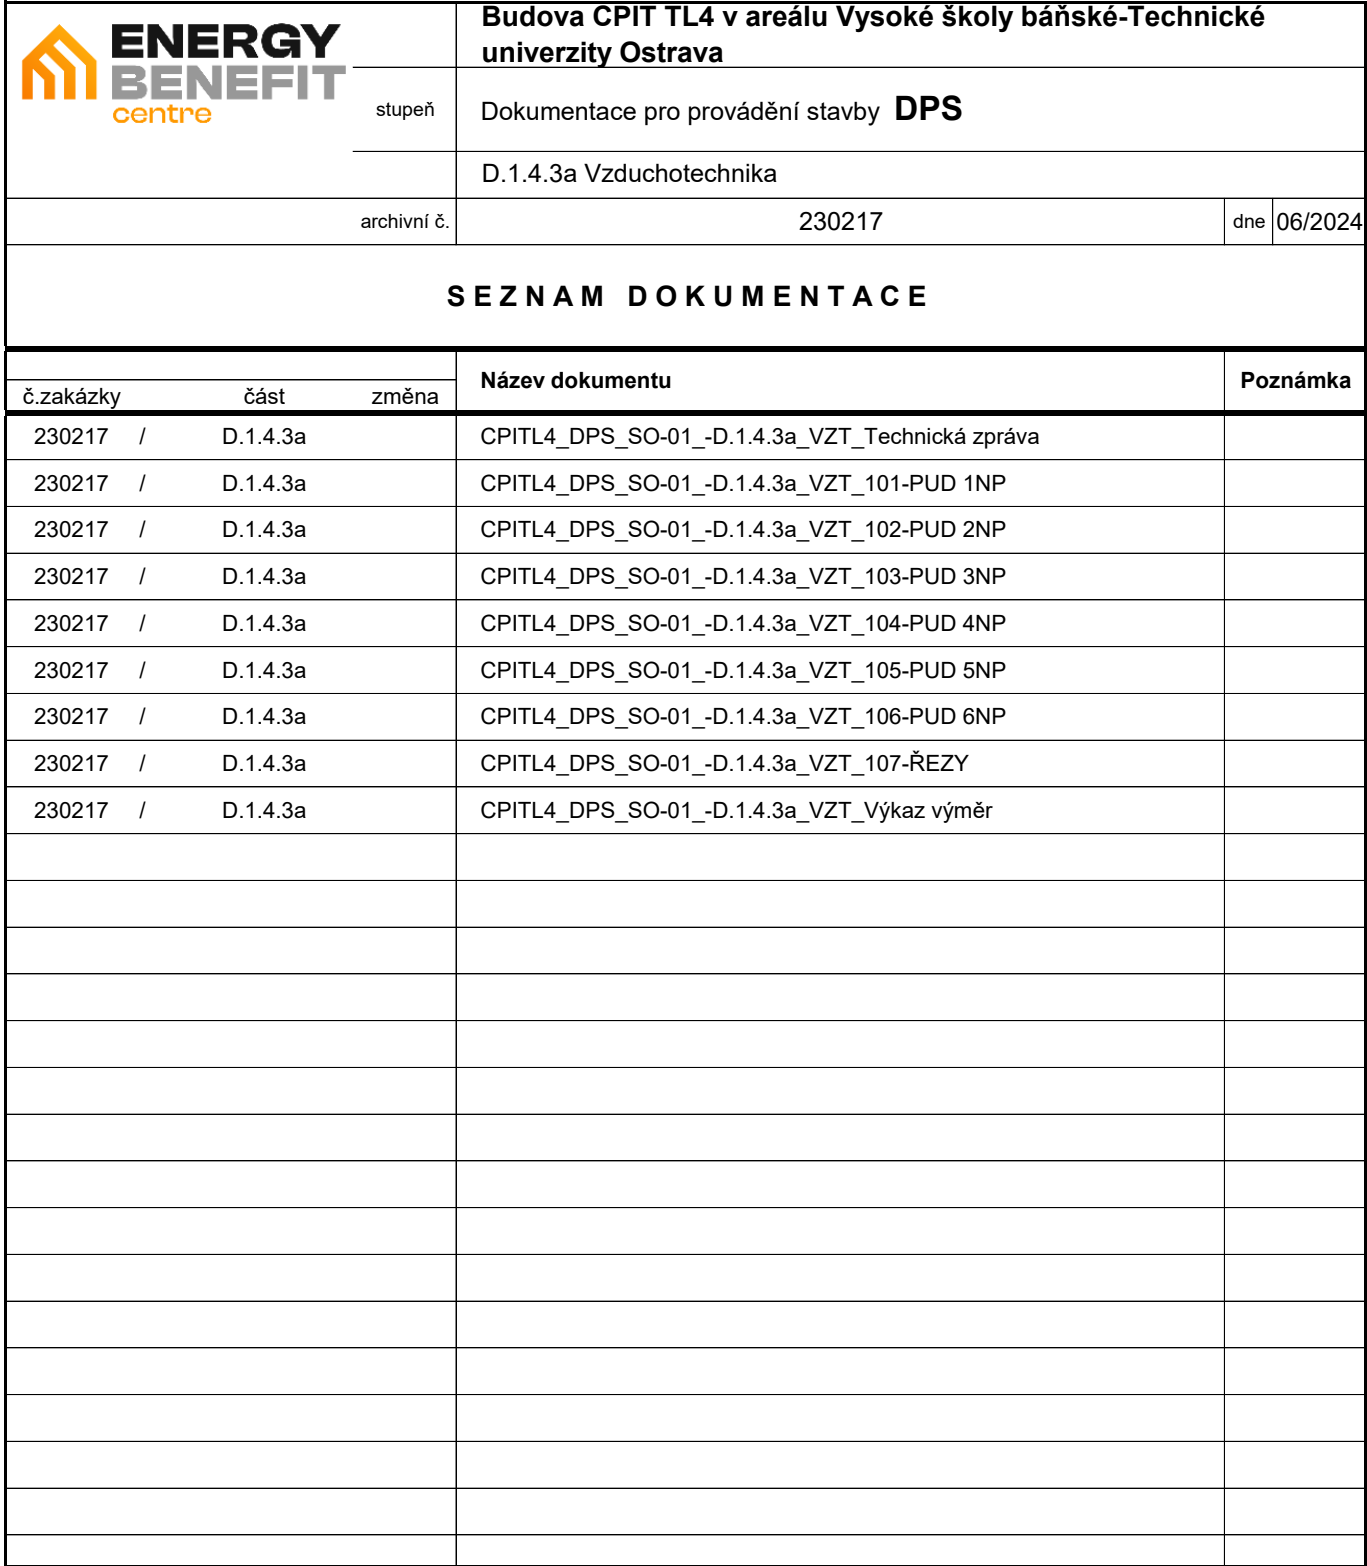 ENERGY
BENEFIT
centre
Budova CPIT TL4 v areálu Vysoké školy báňské-Technické
univerzity Ostrava
stupeň Dokumentace pro provádění stavby DPS
D.1.4.3a Vzduchotechnika
archivní č. 230217 dne 06/2024
SEZNAM DOKUMENTACE
č.zakázky část změna Název dokumentu Poznámka
230217 / D.1.4.3a CPITL4_DPS_SO-01_-D.1.4.3a_VZT_Technická zpráva
230217 / D.1.4.3a CPITL4_DPS_SO-01_-D.1.4.3a_VZT_101-PUD 1NP
230217 / D.1.4.3a CPITL4_DPS_SO-01_-D.1.4.3a_VZT_102-PUD 2NP
230217 / D.1.4.3a CPITL4_DPS_SO-01_-D.1.4.3a_VZT_103-PUD 3NP
230217 / D.1.4.3a CPITL4_DPS_SO-01_-D.1.4.3a_VZT_104-PUD 4NP
230217 / D.1.4.3a CPITL4_DPS_SO-01_-D.1.4.3a_VZT_105-PUD 5NP
230217 / D.1.4.3a CPITL4_DPS_SO-01_-D.1.4.3a_VZT_106-PUD 6NP
230217 / D.1.4.3a CPITL4_DPS_SO-01_-D.1.4.3a_VZT_107-ŘEZY
230217 / D.1.4.3a CPITL4_DPS_SO-01_-D.1.4.3a_VZT_Výkaz výměr